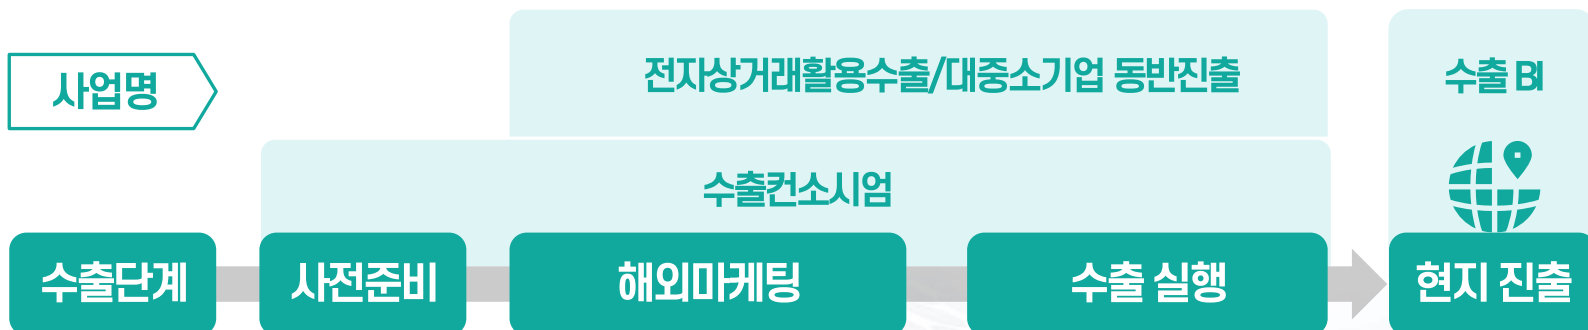 사업명
전자상거래활용수출/대중소기업 동반진출
수출 BI
수출컨소시엄
수출단계
사전준비
해외마케팅
수출 실행
현지 진출